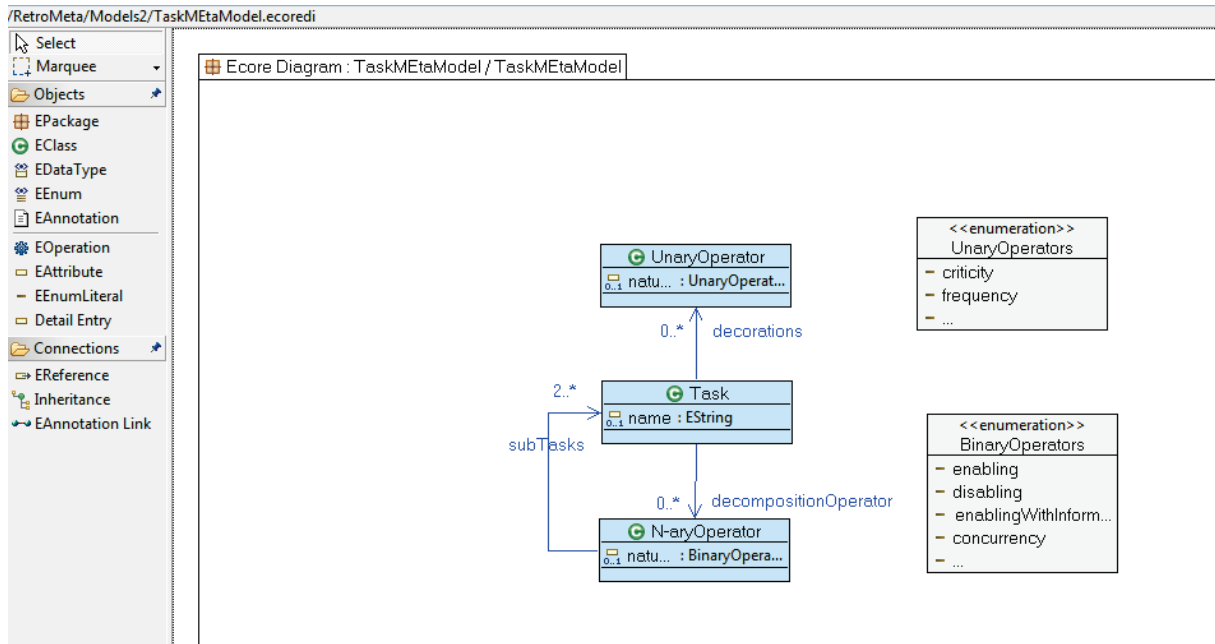 /RetroMeta/Models2/TaskMEtaModel.ecoredi
Select
Marquee
Objects
EPackage
EClass
EDataType
EEnum
EAnnotation
EOperation
EAttribute
EEnumLiteral
Detail Entry
Connections
EReference
Inheritance
EAnnotation Link
Ecore Diagram : TaskMEtaModel / TaskMEtaModel
UnaryOperator
0..1 natu... : UnaryOperat...
0..* decorations
2..*
Task
0..1 name : EString
subTasks
0..* decompositionOperator
N-aryOperator
0..1 natu... : BinaryOpera...
<<enumeration>>
UnaryOperators
criticity
frequency
...
<<enumeration>>
BinaryOperators
enabling
disabling
enablingWithInform...
concurrency
...